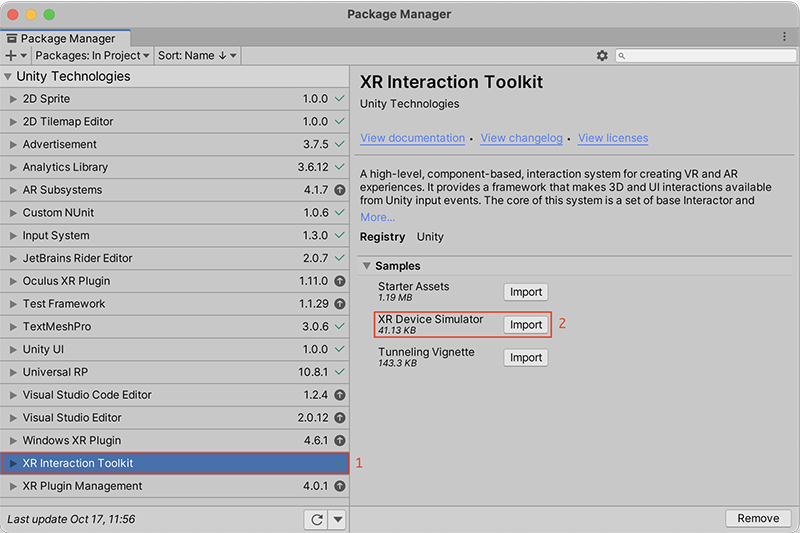 Package Manager
Package Manager
Packages: In Project
Sort: Name ↓
Unity Technologies
2D Sprite 1.0.0
2D Tilemap Editor 1.0.0
Advertisement 3.7.5
Analytics Library 3.6.12
AR Subsystems 4.1.7
Custom NUnit 1.0.6
Input System 1.3.0
JetBrains Rider Editor 2.0.7
Oculus XR Plugin 1.11.0
Test Framework 1.1.29
TextMeshPro 3.0.6
Unity UI 1.0.0
Universal RP 10.8.1
Visual Studio Code Editor 1.2.4
Visual Studio Editor 2.0.12
Windows XR Plugin 4.6.1
XR Interaction Toolkit
1
XR Plugin Management 4.0.1
Last update Oct 17, 11:56
XR Interaction Toolkit
Unity Technologies
View documentation • View changelog • View licenses
A high-level, component-based, interaction system for creating VR and AR
experiences. It provides a framework that makes 3D and UI interactions available
from Unity input events. The core of this system is a set of base Interactor and
More...
Registry Unity
Samples
Starter Assets
1.19 MB
Import
XR Device Simulator
41.13 KB
Import
2
Tunneling Vignette
143.3 KB
Import
Remove